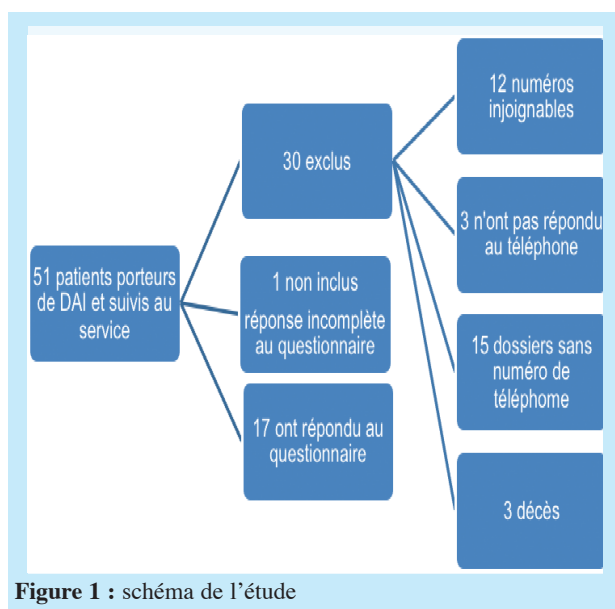 51 patients porteurs
de DAI et suivis au
service
30 exclus
1 non inclus
réponse incomplète
au questionnaire
17 ont répondu au
questionnaire
12 numéros
injoignables
3 n'ont pas répondu
au téléphone
15 dossiers sans
numéro de
téléphome
3 décès
Figure 1 : schéma de l'étude